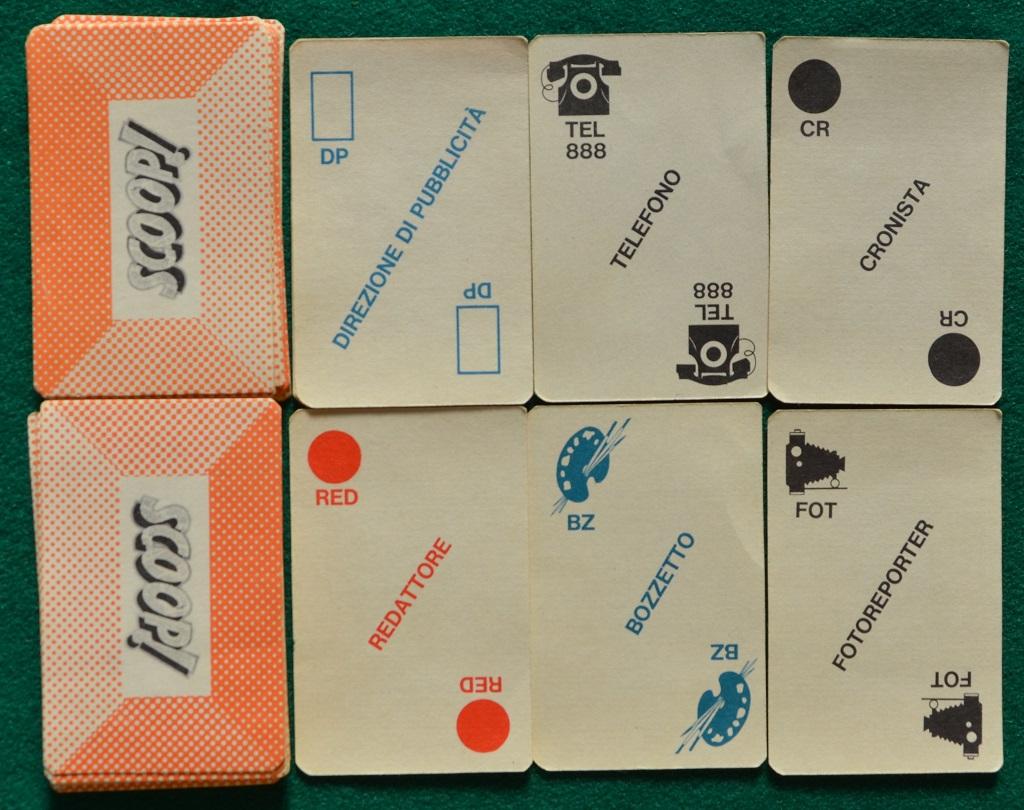 SCOOP!
DP
DIREZIONE DI PUBBLICITÀ
DP
TEL
888
TELEFONO
TEL
888
CR
CRONISTA
CR
SCOOP!
RED
REDATTORE
RED
BZ
BOZZETTO
BZ
FOT
FOTOREPORTER
FOT